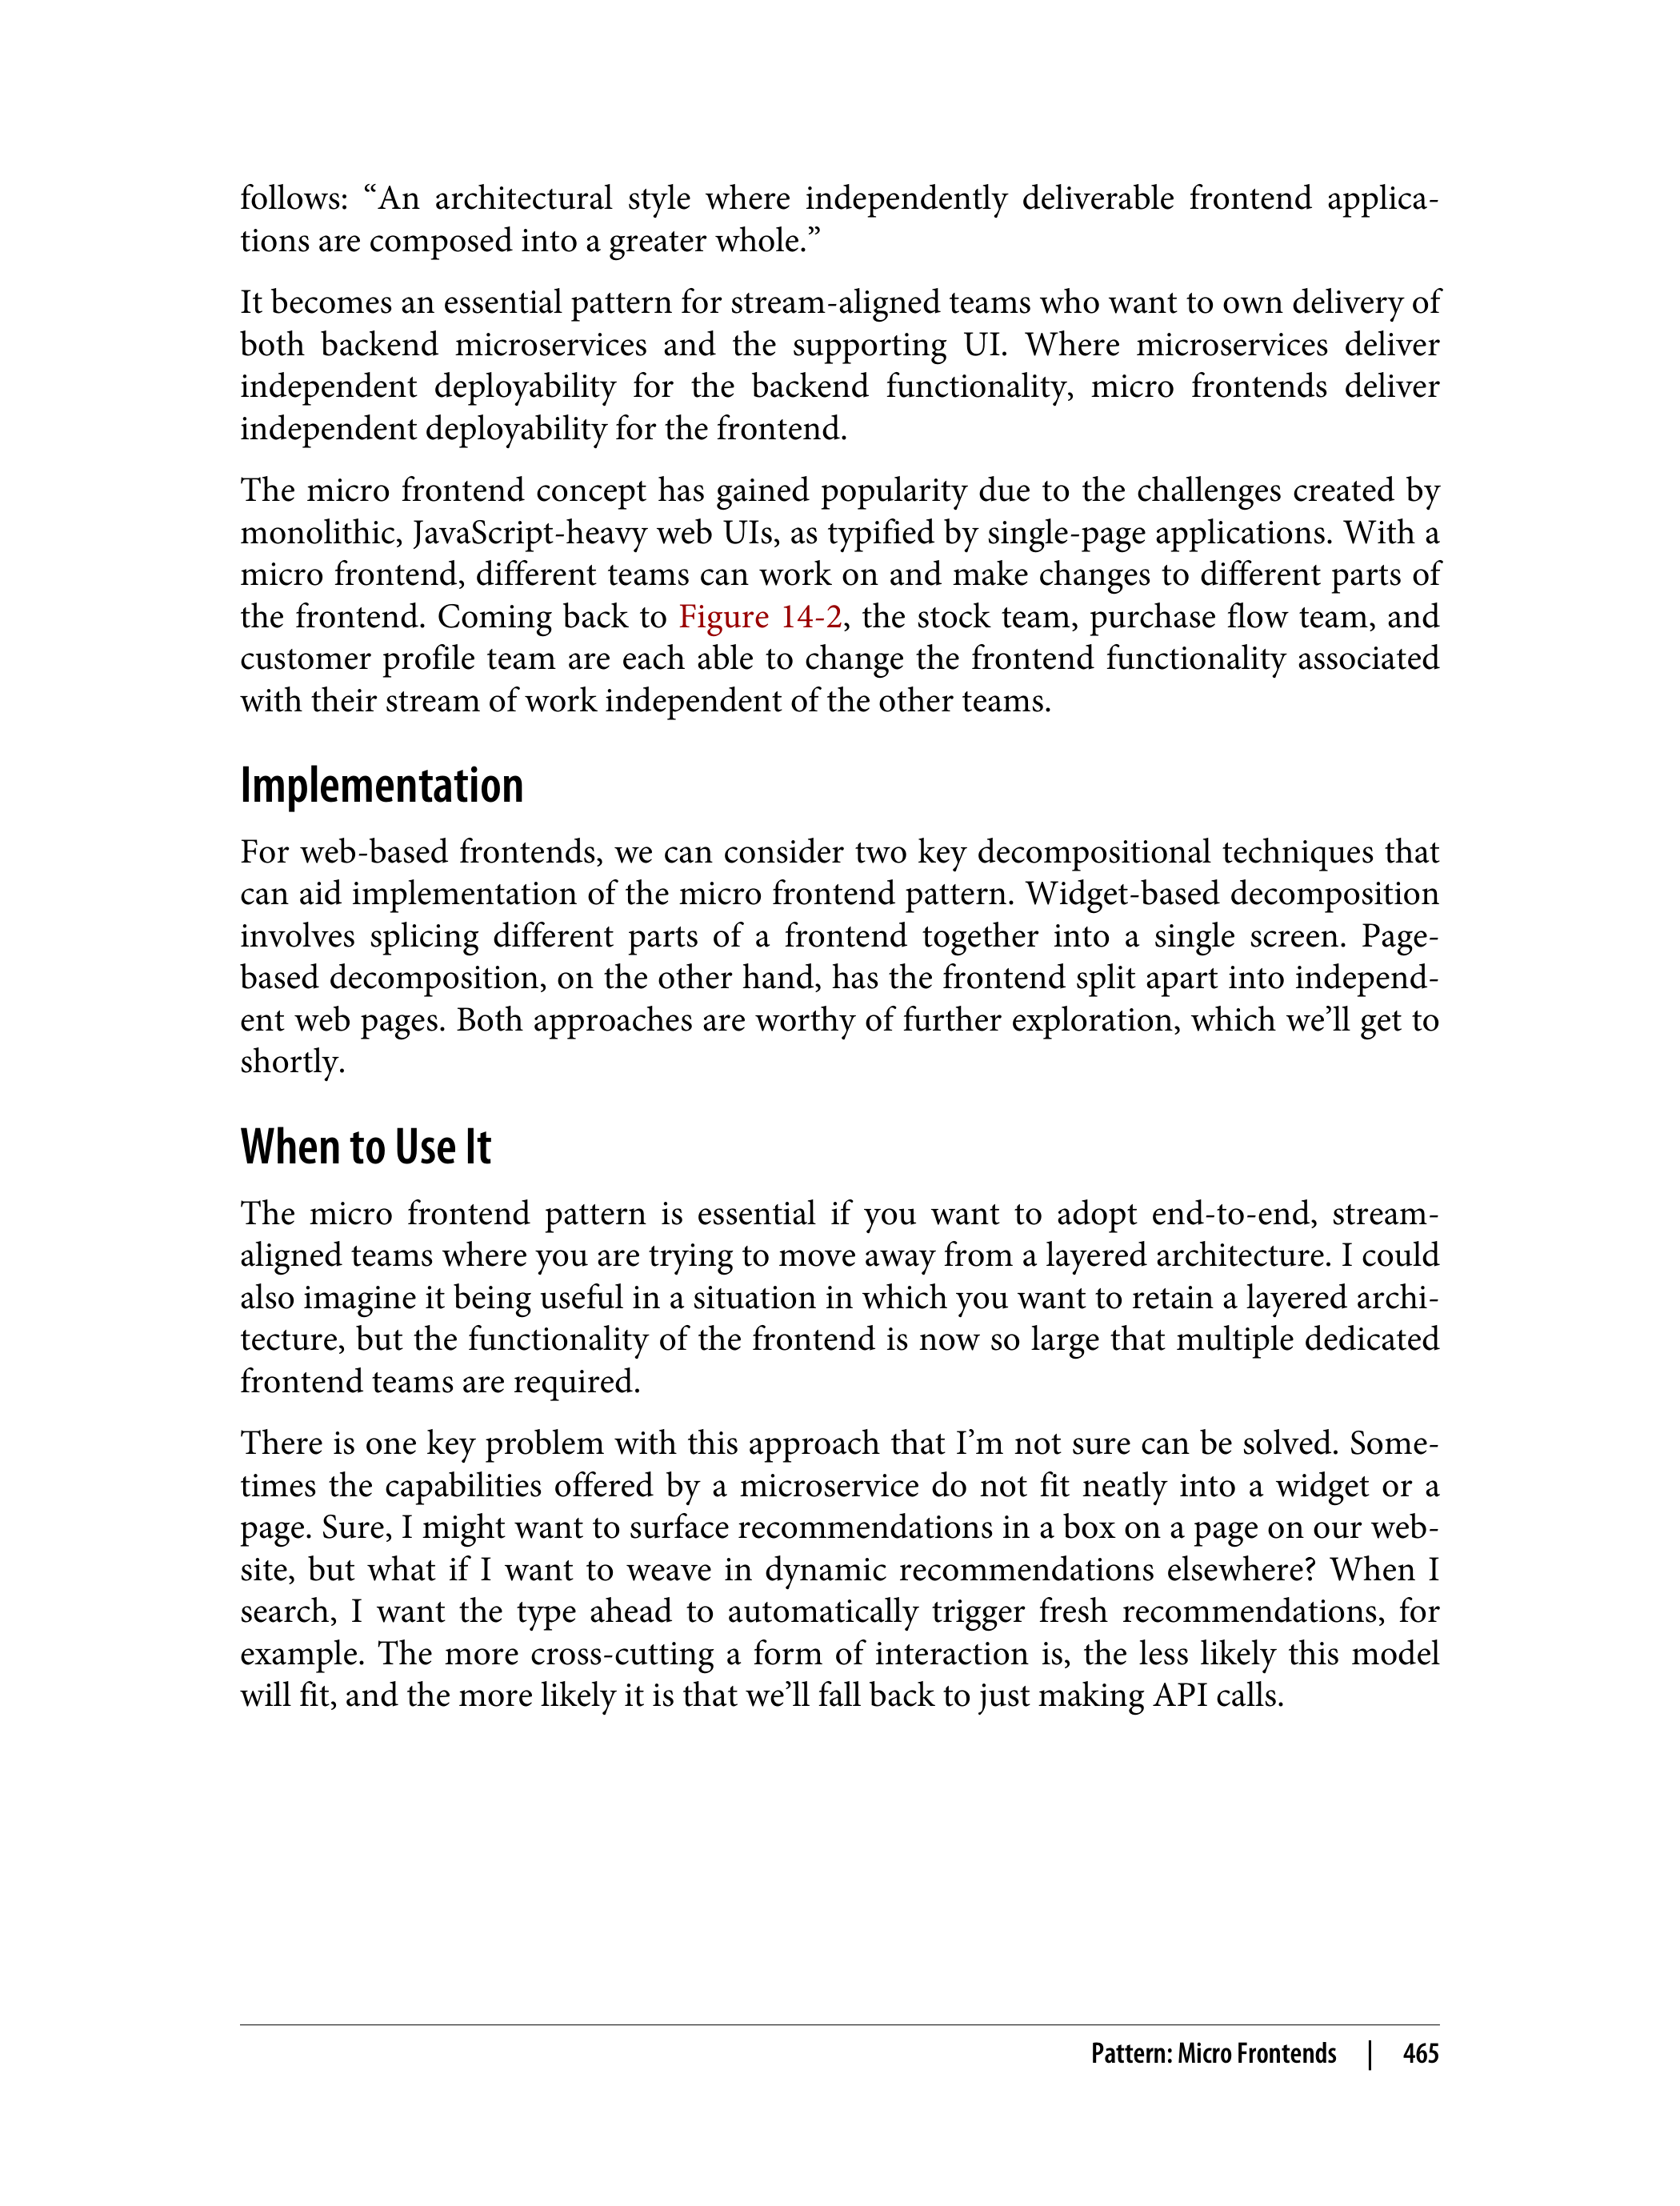 follows: “An architectural style where independently deliverable frontend applica-
tions are composed into a greater whole.”
It becomes an essential pattern for stream-aligned teams who want to own delivery of
both backend microservices and the supporting UI. Where microservices deliver
independent deployability for the backend functionality, micro frontends deliver
independent deployability for the frontend.
The micro frontend concept has gained popularity due to the challenges created by
monolithic, JavaScript-heavy web UIs, as typified by single-page applications. With a
micro frontend, different teams can work on and make changes to different parts of
the frontend. Coming back to Figure 14-2, the stock team, purchase flow team, and
customer profile team are each able to change the frontend functionality associated
with their stream of work independent of the other teams.
Implementation
For web-based frontends, we can consider two key decompositional techniques that
can aid implementation of the micro frontend pattern. Widget-based decomposition
involves splicing different parts of a frontend together into a single screen. Page-
based decomposition, on the other hand, has the frontend split apart into independ-
ent web pages. Both approaches are worthy of further exploration, which we’ll get to
shortly.
When to Use It
The micro frontend pattern is essential if you want to adopt end-to-end, stream-
aligned teams where you are trying to move away from a layered architecture. I could
also imagine it being useful in a situation in which you want to retain a layered archi-
tecture, but the functionality of the frontend is now so large that multiple dedicated
frontend teams are required.
There is one key problem with this approach that I’m not sure can be solved. Some-
times the capabilities offered by a microservice do not fit neatly into a widget or a
page. Sure, I might want to surface recommendations in a box on a page on our web-
site, but what if I want to weave in dynamic recommendations elsewhere? When I
search, I want the type ahead to automatically trigger fresh recommendations, for
example. The more cross-cutting a form of interaction is, the less likely this model
will fit, and the more likely it is that we’ll fall back to just making API calls.
Pattern: Micro Frontends | 465